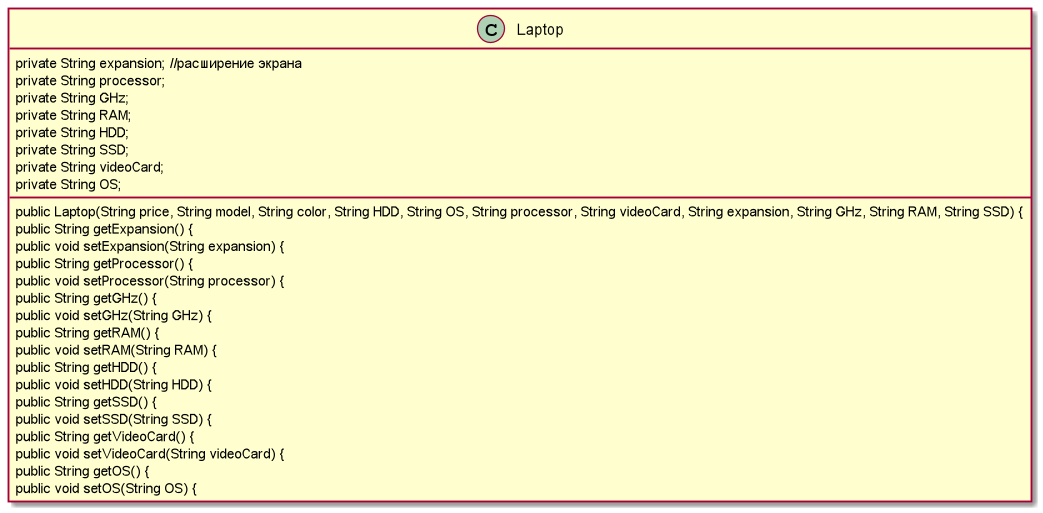 C Laptop
private String expansion; //расширение экрана
private String processor;
private String GHz;
private String RAM;
private String HDD;
private String SSD;
private String videoCard;
private String OS;
public Laptop(String price, String model, String color, String HDD, String OS, String processor, String videoCard, String expansion, String GHz, String RAM, String SSD) {
public String getExpansion() {
public void setExpansion(String expansion) {
public String getProcessor() {
public void setProcessor(String processor) {
public String getGHz() {
public void setGHz(String GHz) {
public String getRAM() {
public void setRAM(String RAM) {
public String getHDD() {
public void setHDD(String HDD) {
public String getSSD() {
public void setSSD(String SSD) {
public String getVideoCard() {
public void setVideoCard(String videoCard) {
public String getOS() {
public void setOS(String OS) {